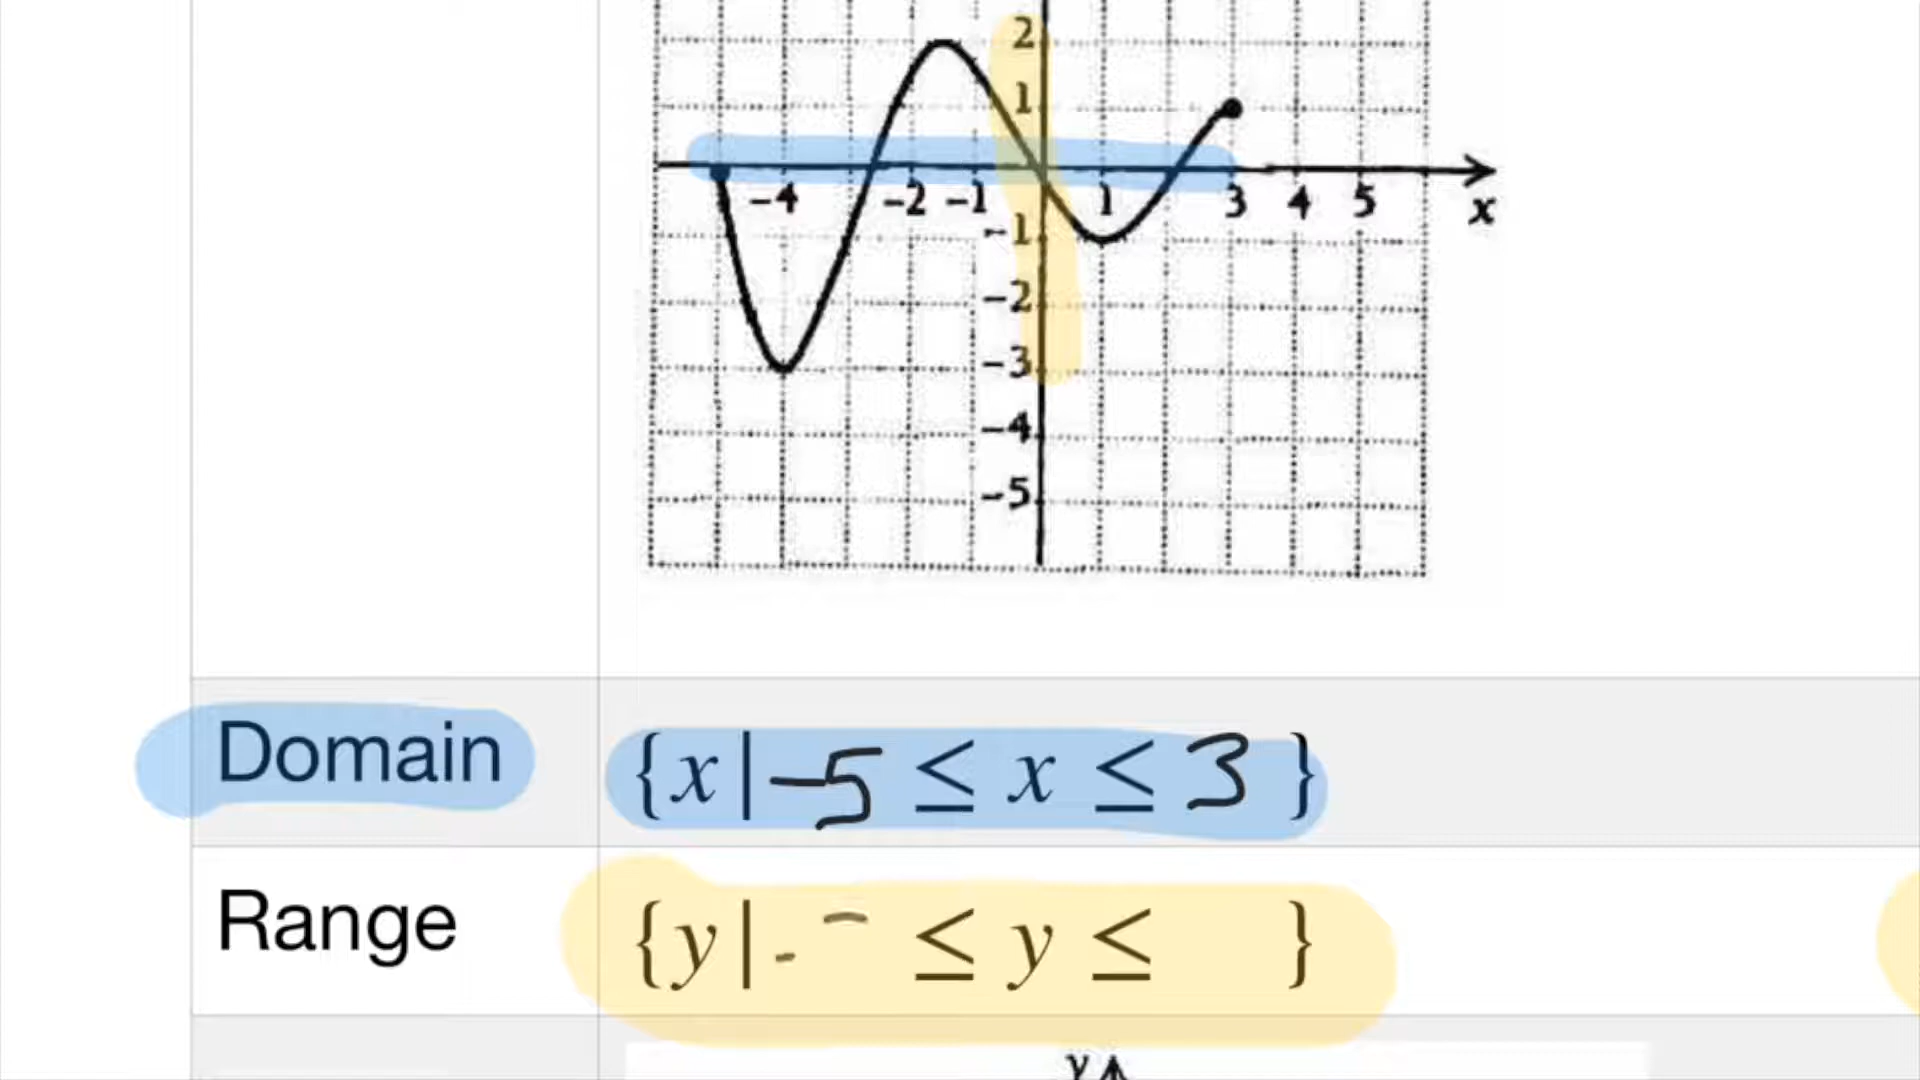 2
1
-4 -2 -1 1 3 4 5 x
-1
-2
-3
-4
-5
Domain {x|-5 ≤ x ≤ 3 }
Range {y|- - ≤ y ≤ }
y